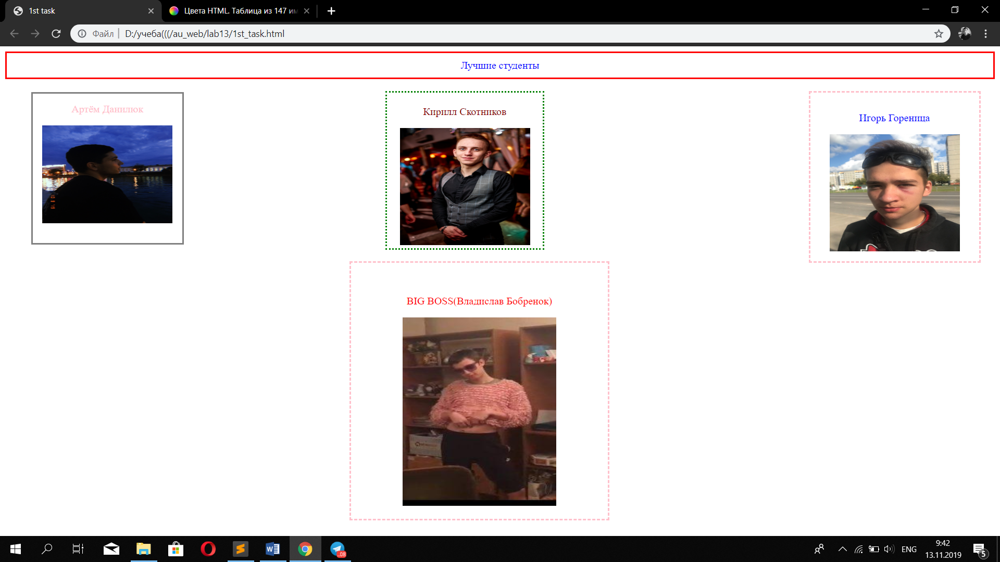 1st task
Цвета HTML. Таблица из 147 им
Файл
D:/учеба(((/au_web/lab13/1st_task.html
Лучшие студенты
Артём Данилюк
Кирилл Скотников
Игорь Гореница
BIG BOSS(Владислав Бобренок)
..08
ENG
9:42
13.11.2019
5